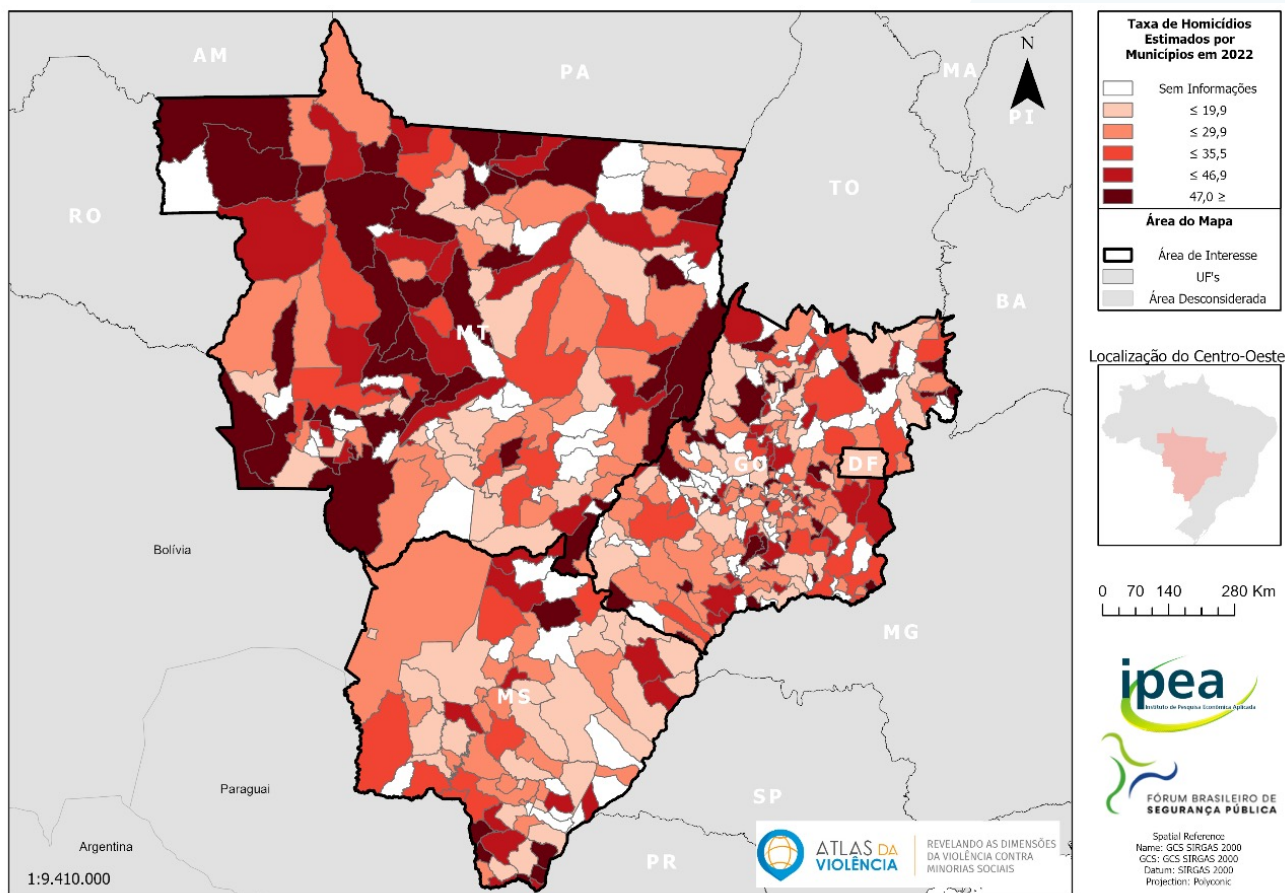 AM
PA
MA
PI
RO
TO
BA
MT
GO
DF
MS
MG
SP
PR
Bolívia
Paraguai
Argentina
1:9.410.000
ATLAS DA
VIOLÊNCIA
REVELANDO AS DIMENSÕES
DA VIOLÊNCIA CONTRA
MINORIAS SOCIAIS
Taxa de Homicídios
Estimados por
Municípios em 2022
Sem Informações
≤ 19,9
≤ 29,9
≤ 35,5
≤ 46,9
47,0 ≥
Área do Mapa
Área de Interesse
UF's
Área Desconsiderada
N
Localização do Centro-Oeste
0 70 140 280 Km
ipea
Instituto de Pesquisa Econômica Aplicada
FÓRUM BRASILEIRO DE
SEGURANÇA PÚBLICA
Spatial Reference
Name: GCS SIRGAS 2000
GCS: GCS SIRGAS 2000
Datum: SIRGAS 2000
Projection: Polyconic